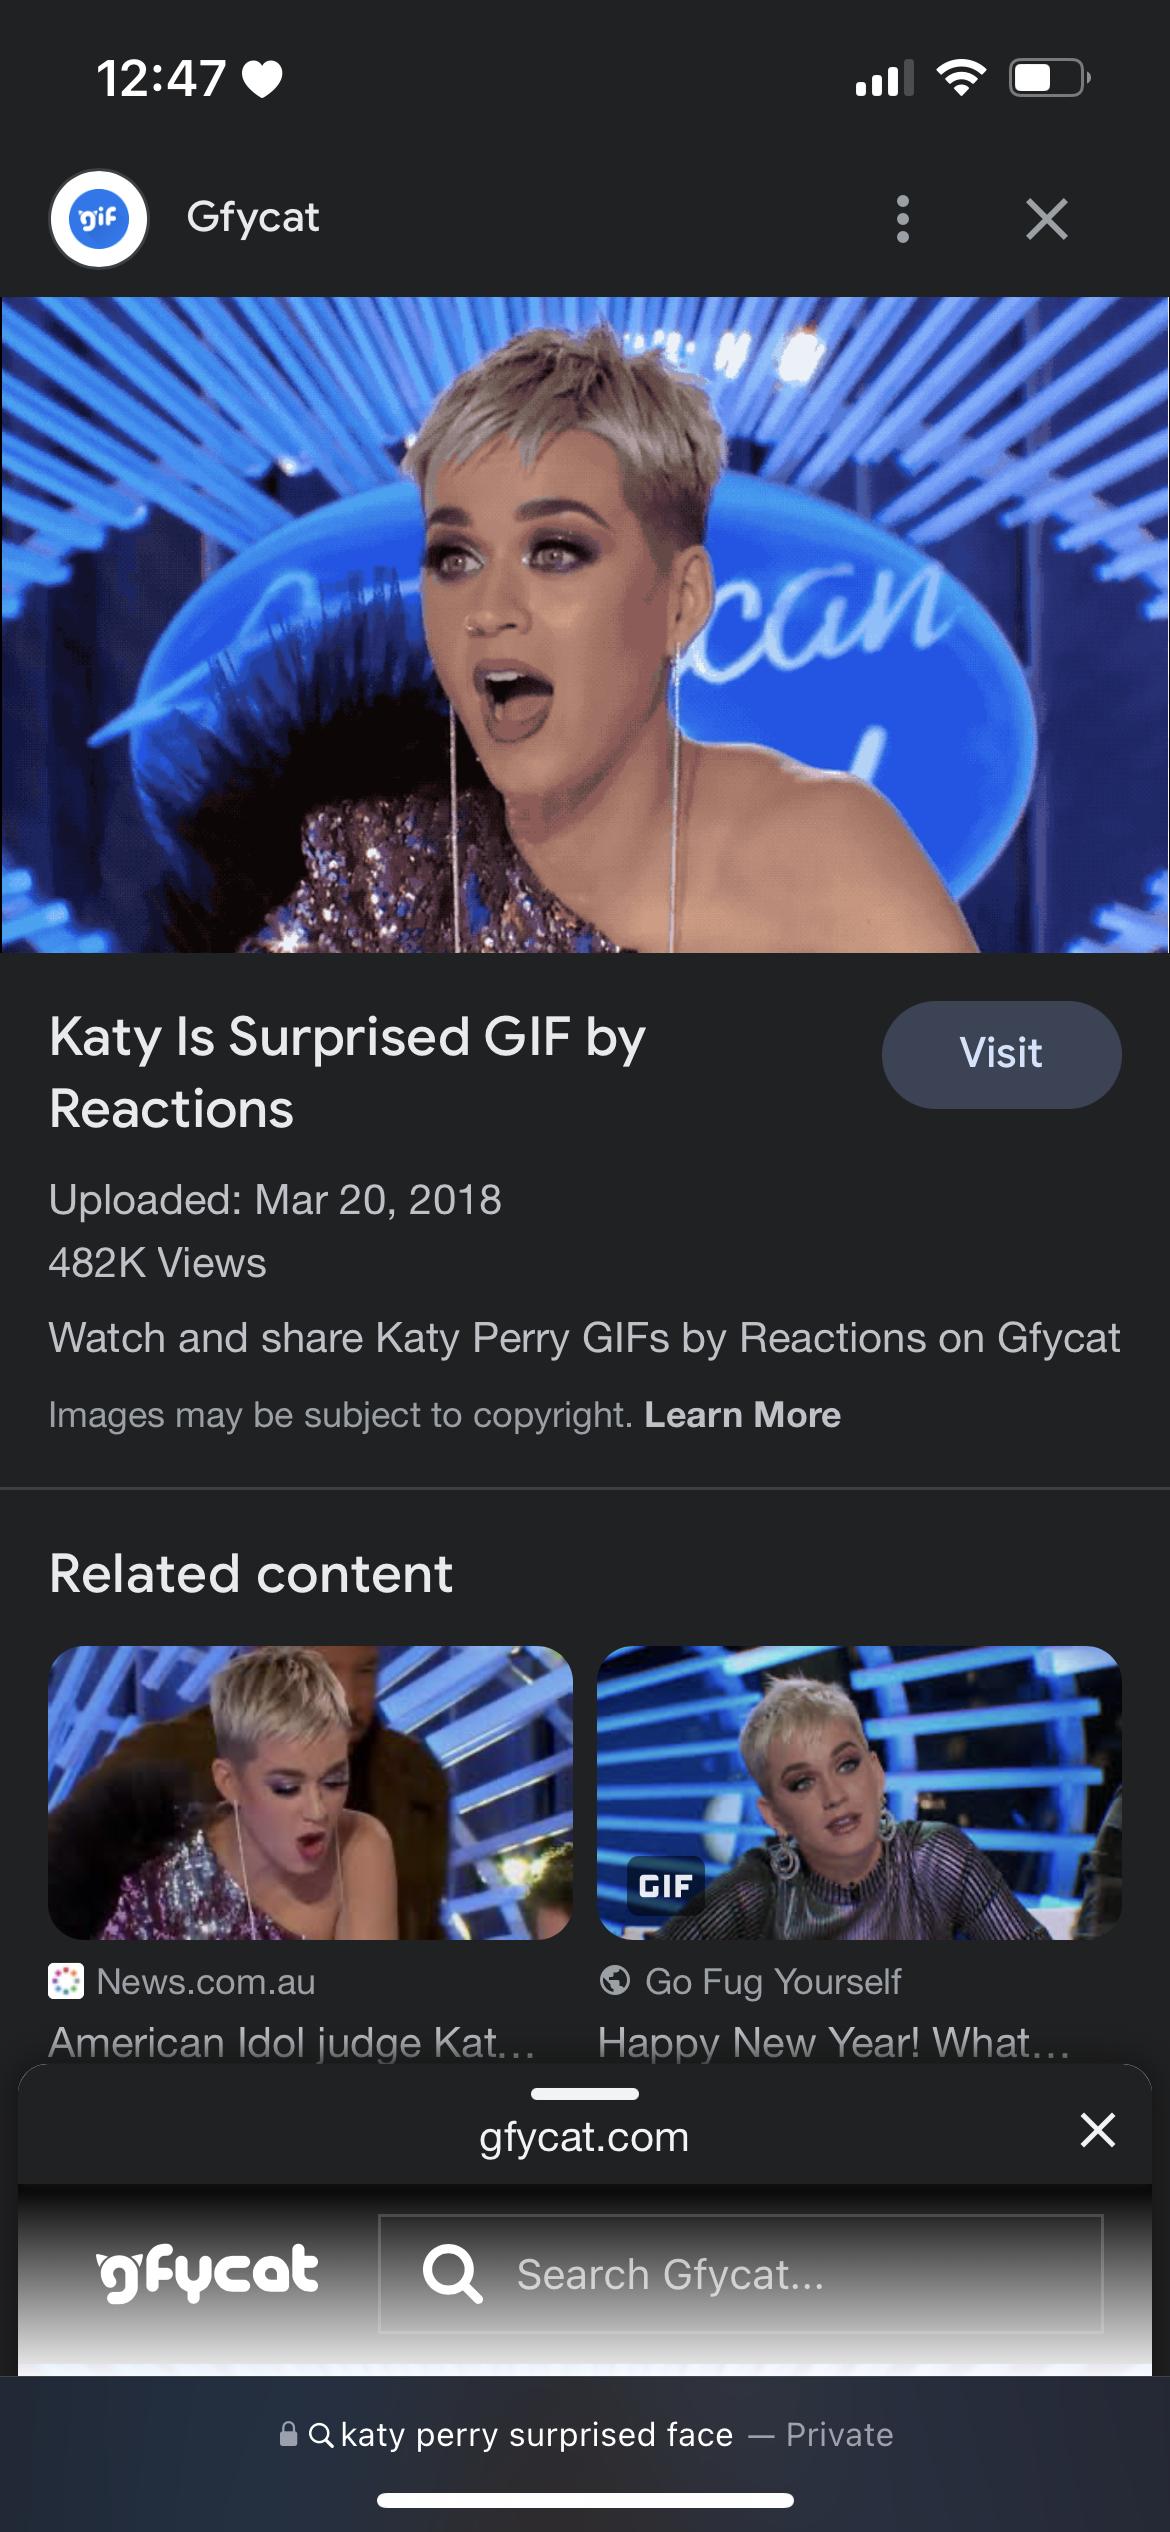 12:47
gif
Gfycat
can
Katy Is Surprised GIF by
Reactions
Visit
Uploaded: Mar 20, 2018
482K Views
Watch and share Katy Perry GIFs by Reactions on Gfycat
Images may be subject to copyright. Learn More
Related content
GIF
News.com.au
Go Fug Yourself
American Idol judge Kat...
Happy New Year! What...
gfycat.com
gfycat
Search Gfycat...
katy perry surprised face — Private